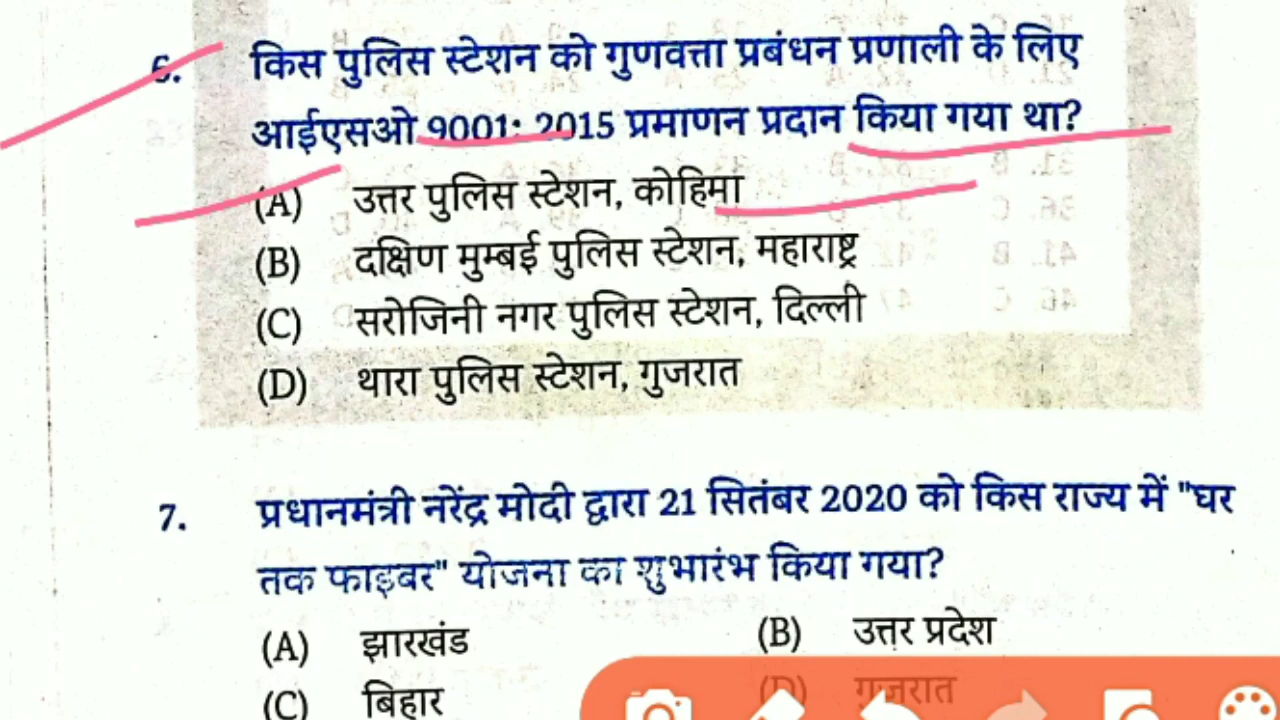 6. किस पुलिस स्टेशन को गुणवत्ता प्रबंधन प्रणाली के लिए
आईएसओ 9001: 2015 प्रमाणन प्रदान किया गया था?
(A) उत्तर पुलिस स्टेशन, कोहिमा
(B) दक्षिण मुम्बई पुलिस स्टेशन, महाराष्ट्र
(C) सरोजिनी नगर पुलिस स्टेशन, दिल्ली
(D) थारा पुलिस स्टेशन, गुजरात
7. प्रधानमंत्री नरेंद्र मोदी द्वारा 21 सितंबर 2020 को किस राज्य में "घर
तक फाइबर" योजना का शुभारंभ किया गया?
(A) झारखंड (B) उत्तर प्रदेश
(C) बिहार (D) गुजरात